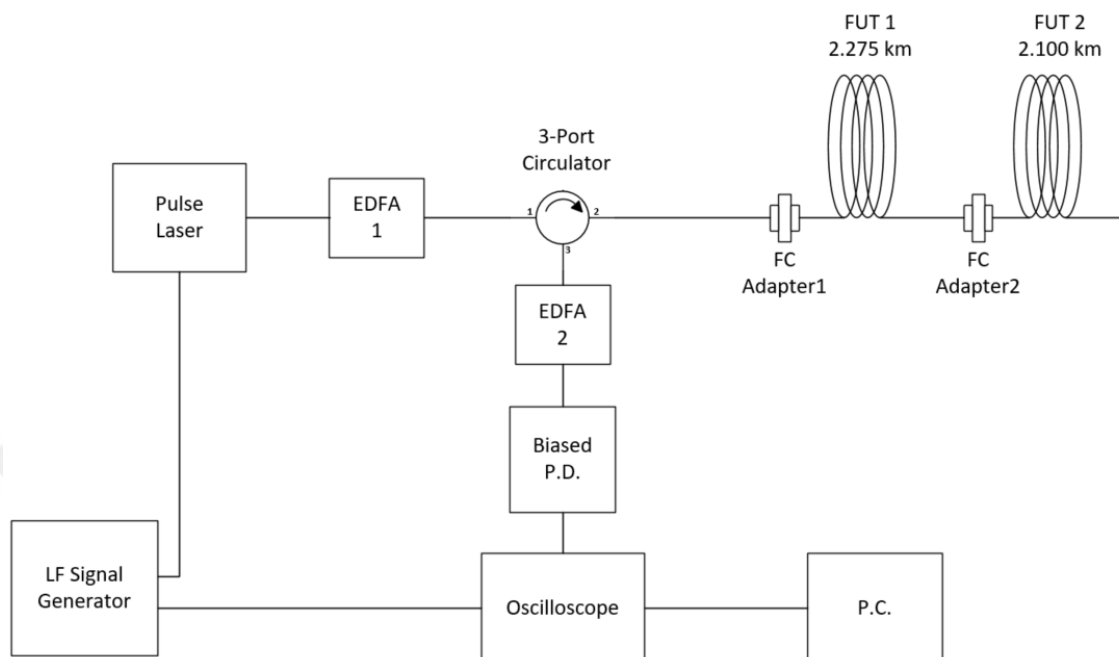 FUT 1
2.275 km
FUT 2
2.100 km
3-Port
Circulator
Pulse
Laser
EDFA
1
1
2
3
FC
Adapter1
FC
Adapter2
EDFA
2
Biased
P.D.
LF Signal
Generator
Oscilloscope
P.C.